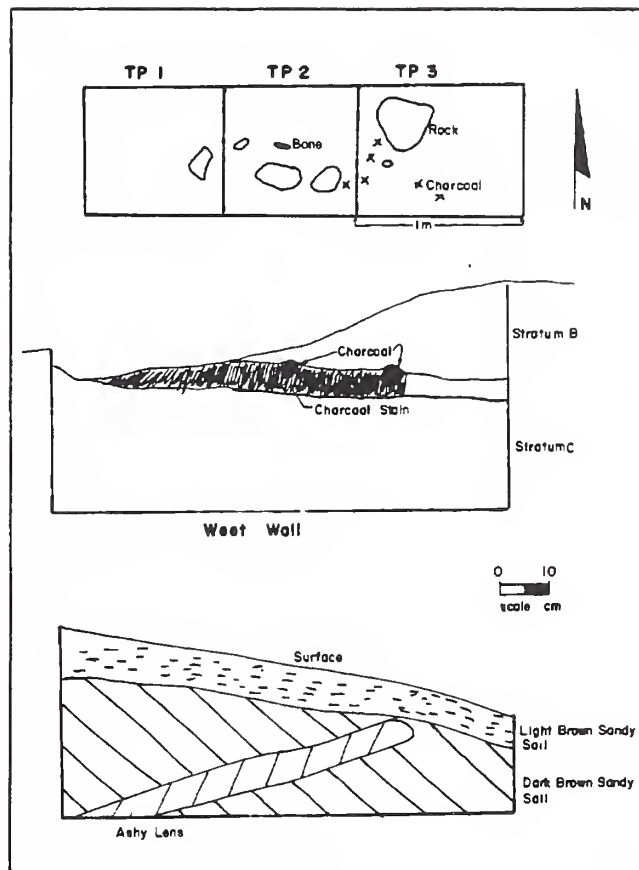 TP 1 TP 2 TP 3
Bone
Rock
Charcoal
1m
N
Stratum B
Charcoal
Charcoal Stain
Stratum C
West Wall
0 10
scale cm
Surface
Light Brown Sandy
Soil
Dark Brown Sandy
Soil
Ashy Lens